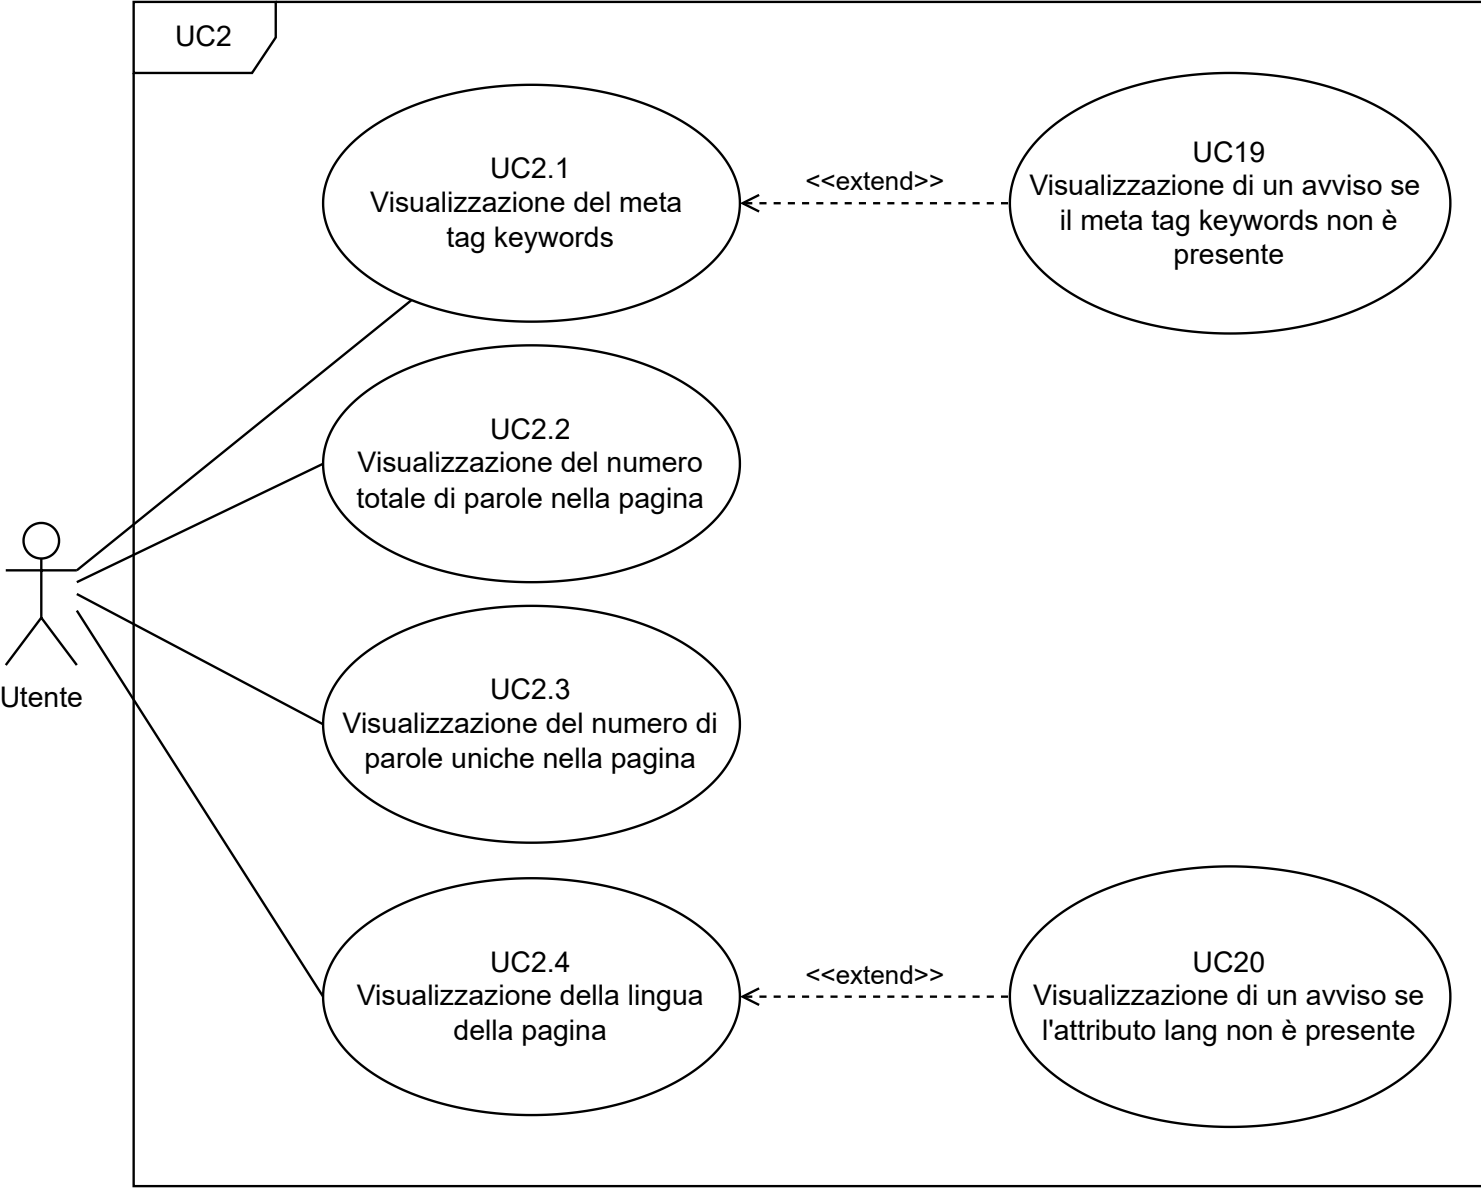 UC2
UC2.1
Visualizzazione del meta
tag keywords
<<extend>>
UC19
Visualizzazione di un avviso se
il meta tag keywords non è
presente
UC2.2
Visualizzazione del numero
totale di parole nella pagina
Utente
UC2.3
Visualizzazione del numero di
parole uniche nella pagina
UC2.4
Visualizzazione della lingua
della pagina
<<extend>>
UC20
Visualizzazione di un avviso se
l'attributo lang non è presente